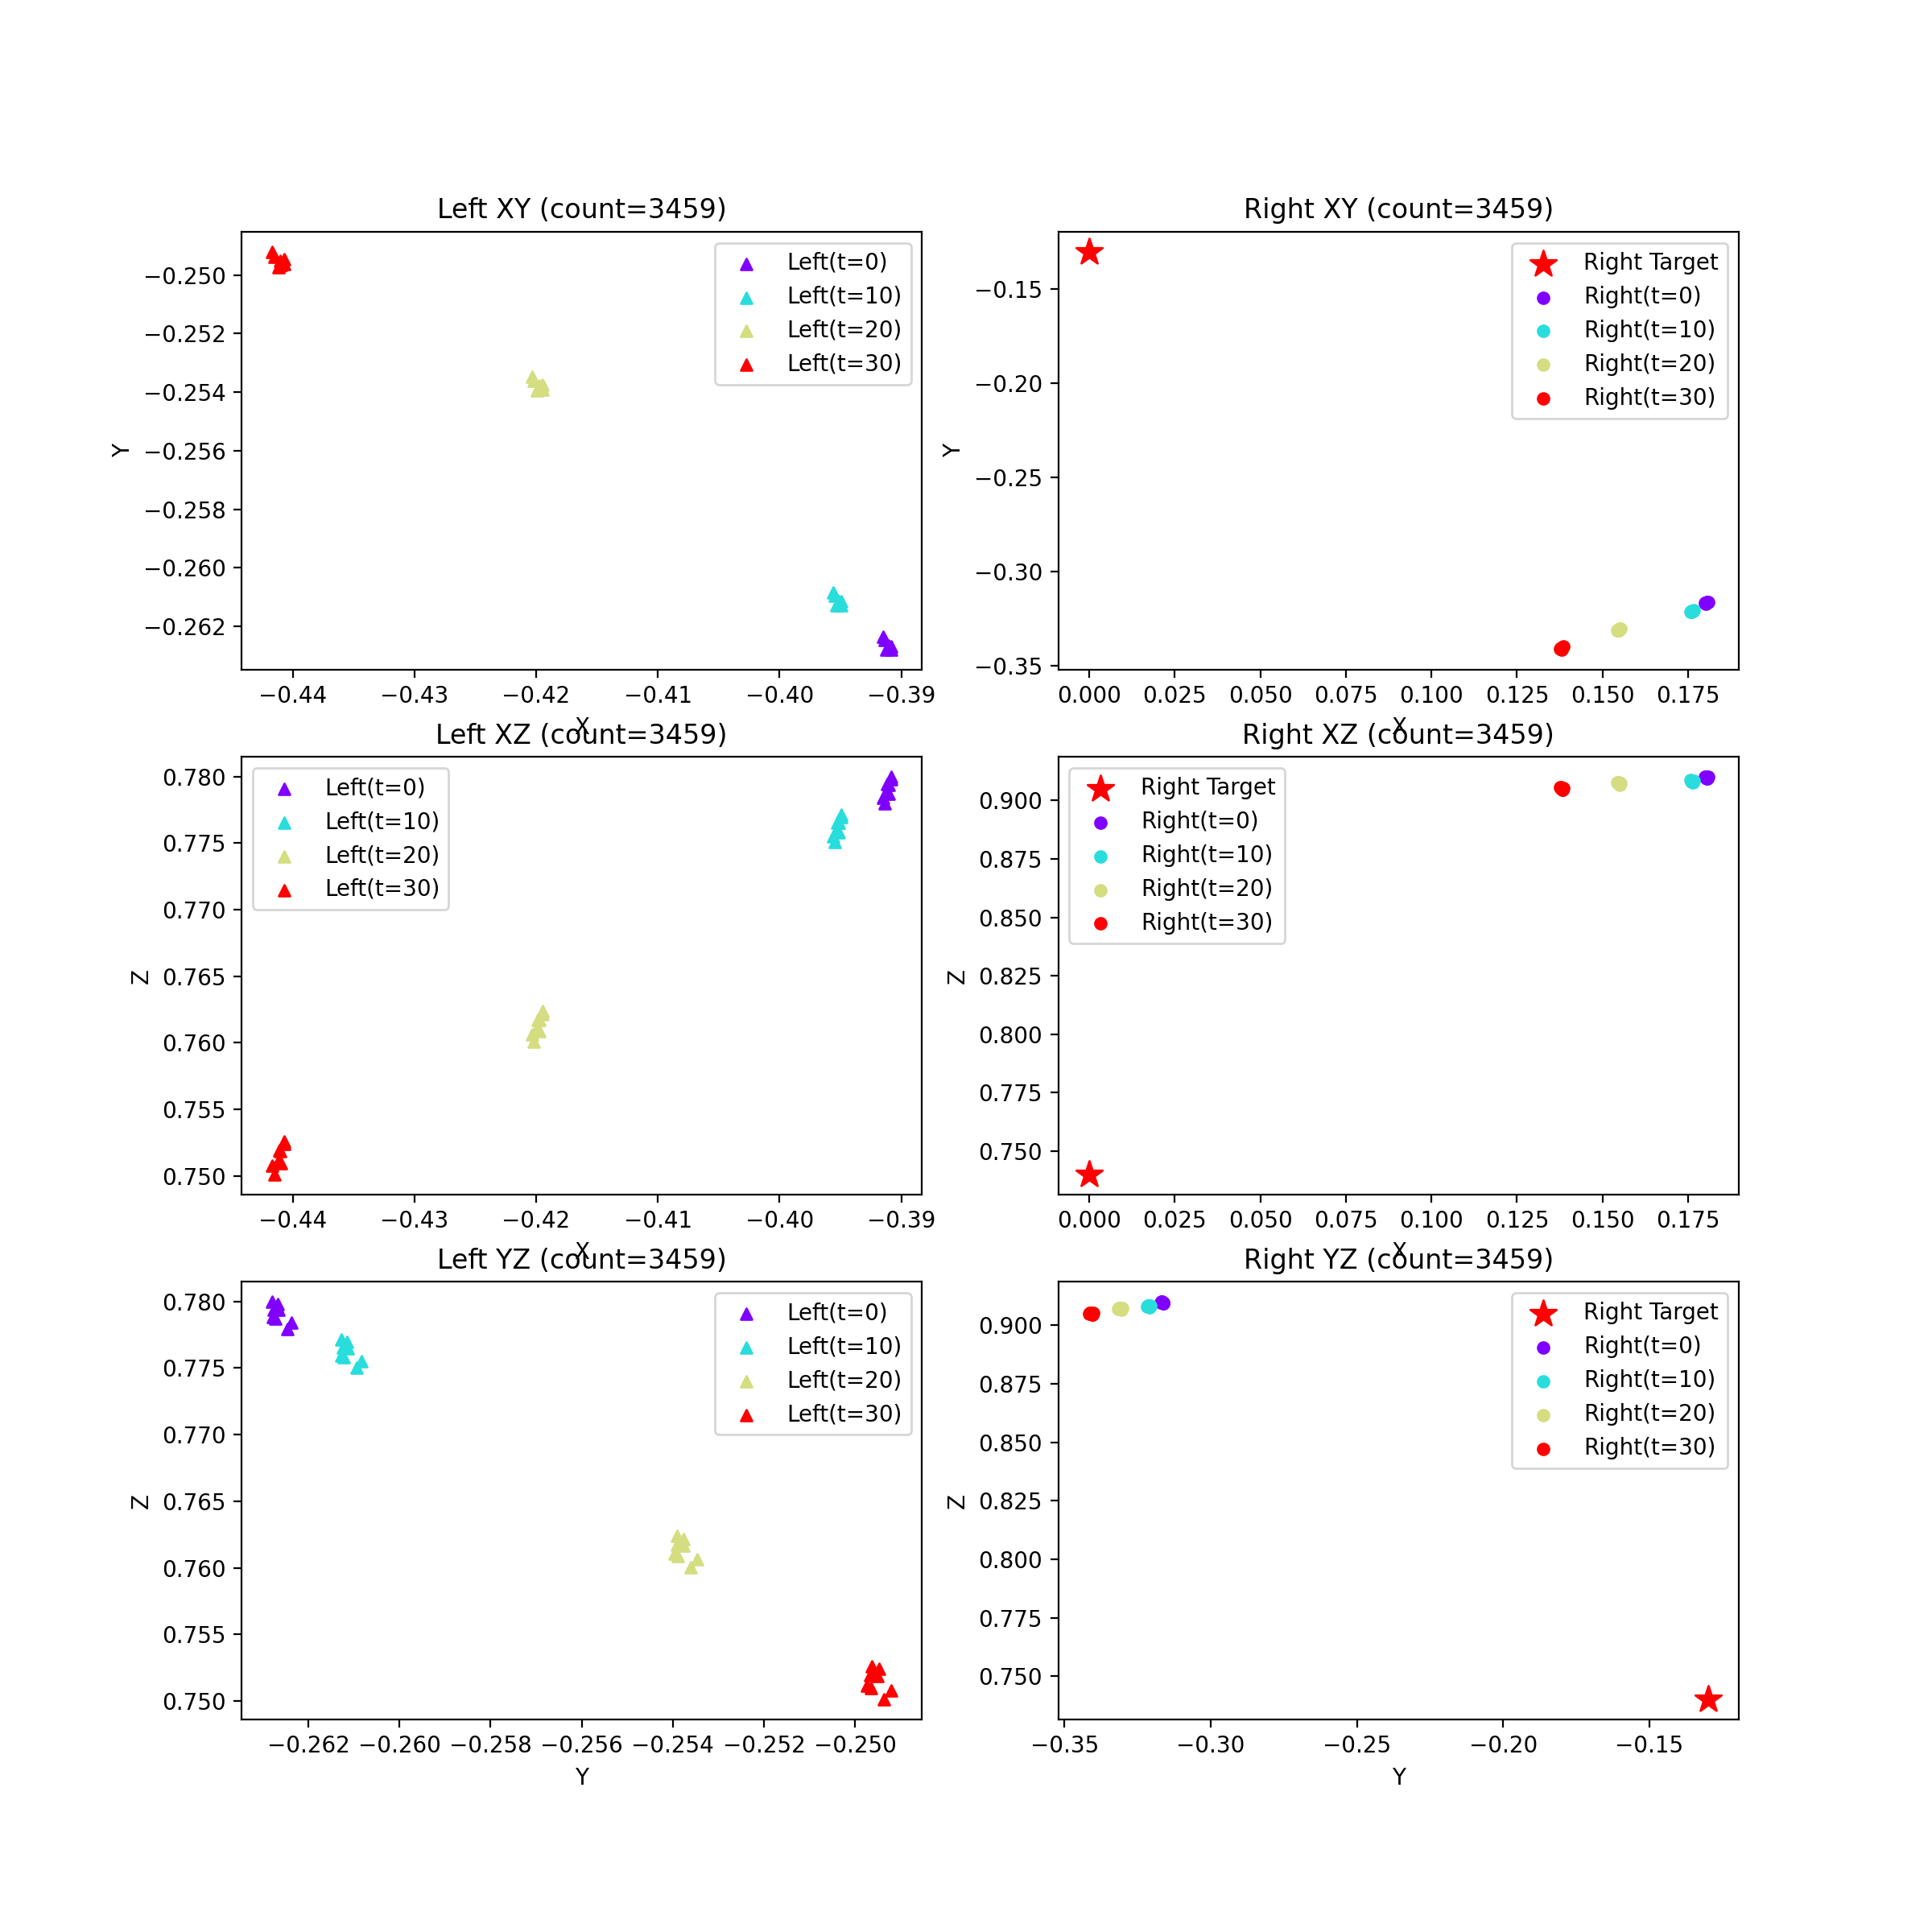 Left XY (count=3459)
Right XY (count=3459)
−0.250
−0.252
−0.254
−0.256
−0.258
−0.260
−0.262
Y
Left(t=0)
Left(t=10)
Left(t=20)
Left(t=30)
−0.44
−0.43
−0.42
−0.41
−0.40
−0.39
X
−0.15
−0.20
−0.25
−0.30
−0.35
Y
Right Target
Right(t=0)
Right(t=10)
Right(t=20)
Right(t=30)
0.000
0.025
0.050
0.075
0.100
0.125
0.150
0.175
X
Left XZ (count=3459)
Right XZ (count=3459)
0.780
0.775
0.770
0.765
0.760
0.755
0.750
Z
Left(t=0)
Left(t=10)
Left(t=20)
Left(t=30)
−0.44
−0.43
−0.42
−0.41
−0.40
−0.39
X
0.900
0.875
0.850
0.825
0.800
0.775
0.750
Z
Right Target
Right(t=0)
Right(t=10)
Right(t=20)
Right(t=30)
0.000
0.025
0.050
0.075
0.100
0.125
0.150
0.175
X
Left YZ (count=3459)
Right YZ (count=3459)
0.780
0.775
0.770
0.765
0.760
0.755
0.750
Z
Left(t=0)
Left(t=10)
Left(t=20)
Left(t=30)
−0.262
−0.260
−0.258
−0.256
−0.254
−0.252
−0.250
Y
0.900
0.875
0.850
0.825
0.800
0.775
0.750
Z
Right Target
Right(t=0)
Right(t=10)
Right(t=20)
Right(t=30)
−0.35
−0.30
−0.25
−0.20
−0.15
Y